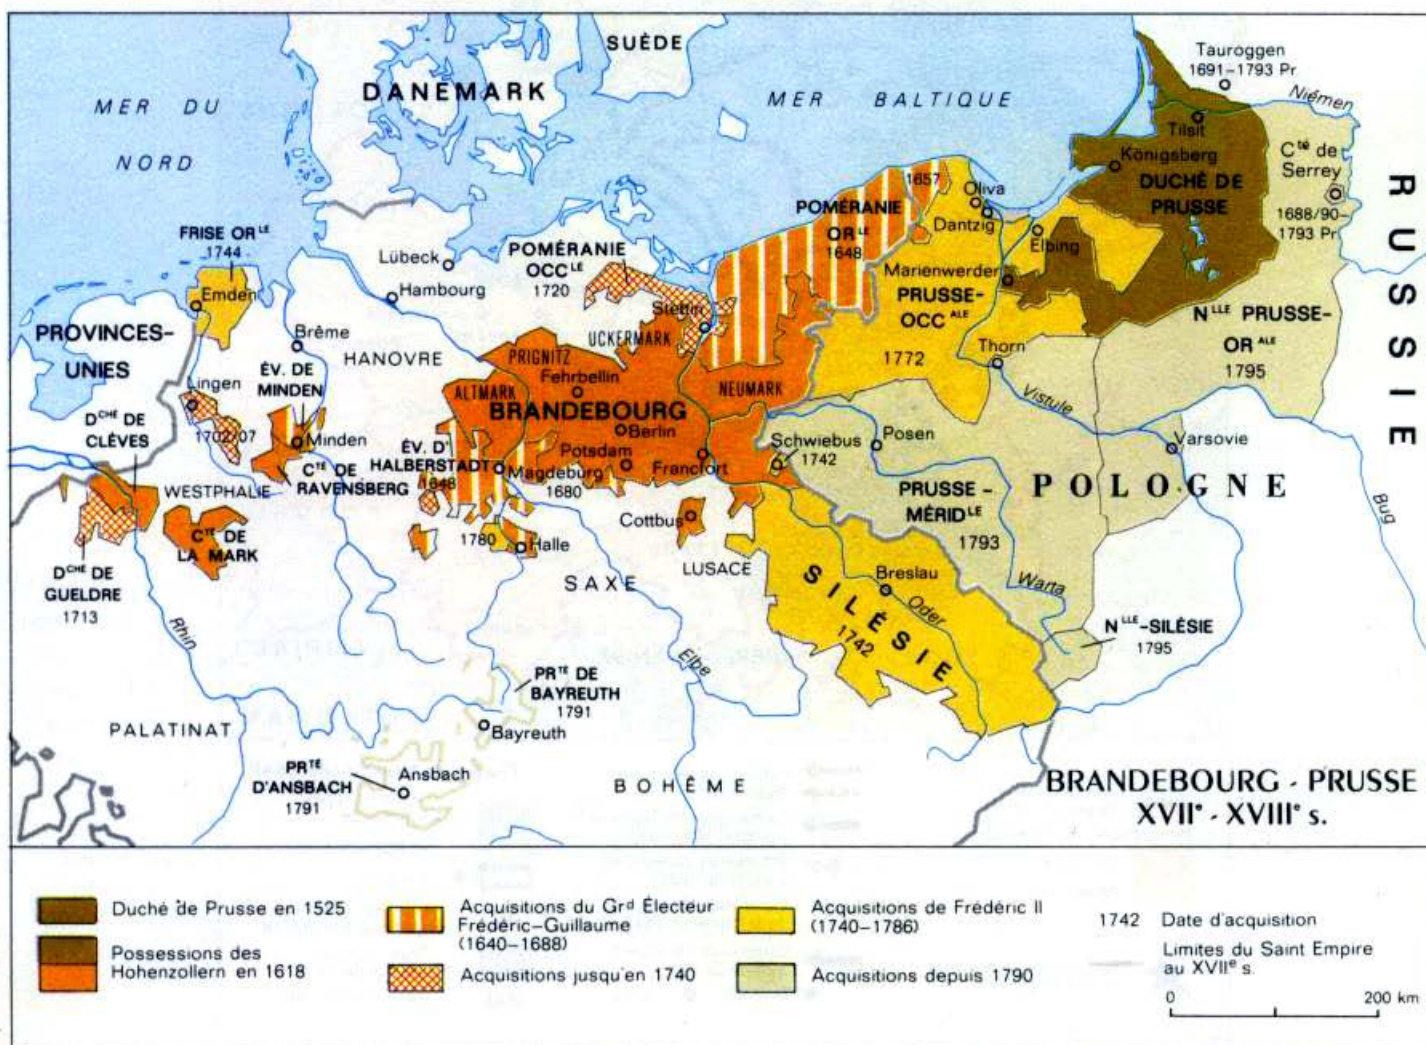 SUÈDE
DANEMARK
MER DU
NORD
MER BALTIQUE
Tauroggen
1691–1793 Pr
Niémen
Tilsit
Königsberg
DUCHÉ DE
PRUSSE
Cté de
Serrey
1688/90–
1793 Pr
RUSSIE
1657
Oliva
Dantzig
Elbing
POMÉRANIE
ORLE
1648
Marienwerder
PRUSSE-
OCCALE
1772
Thorn
NLLE PRUSSE-
ORALE
1795
FRISE ORLE
1744
Emden
Lübeck
Hambourg
POMÉRANIE
OCCLE
1720
Stettin
UCKERMARK
PROVINCES-
UNIES
Brême
HANOVRE
PRIGNITZ
Fehrbellin
ALTMARK
NEUMARK
BRANDEBOURG
Berlin
Potsdam
Francfort
ÉV. DE
MINDEN
Lingen
1702/07
Minden
DCHÉ DE
CLÈVES
CTÉ DE
RAVENSBERG
WESTPHALIE
ÉV. D'
HALBERSTADT
1648
Magdeburg
1680
Schwiebus
1742
Posen
Vistule
Varsovie
POLOGNE
Bug
PRUSSE –
MÉRIDLE
1793
Warta
CTÉ DE
LA MARK
DCHÉ DE
GUELDRE
1713
Rhin
1780
Halle
Cottbus
SAXE
LUSACE
SILÉSIE
1742
Breslau
Oder
NLLE-SILÉSIE
1795
Elbe
PRTÉ DE
BAYREUTH
1791
Bayreuth
PALATINAT
PRTÉ
D'ANSBACH
1791
Ansbach
BOHÊME
BRANDEBOURG - PRUSSE
XVIIe - XVIIIe s.
Duché de Prusse en 1525
Possessions des
Hohenzollern en 1618
Acquisitions du Grd Électeur
Frédéric-Guillaume
(1640–1688)
Acquisitions jusqu'en 1740
Acquisitions de Frédéric II
(1740–1786)
Acquisitions depuis 1790
1742 Date d'acquisition
Limites du Saint Empire
au XVIIe s.
0 200 km